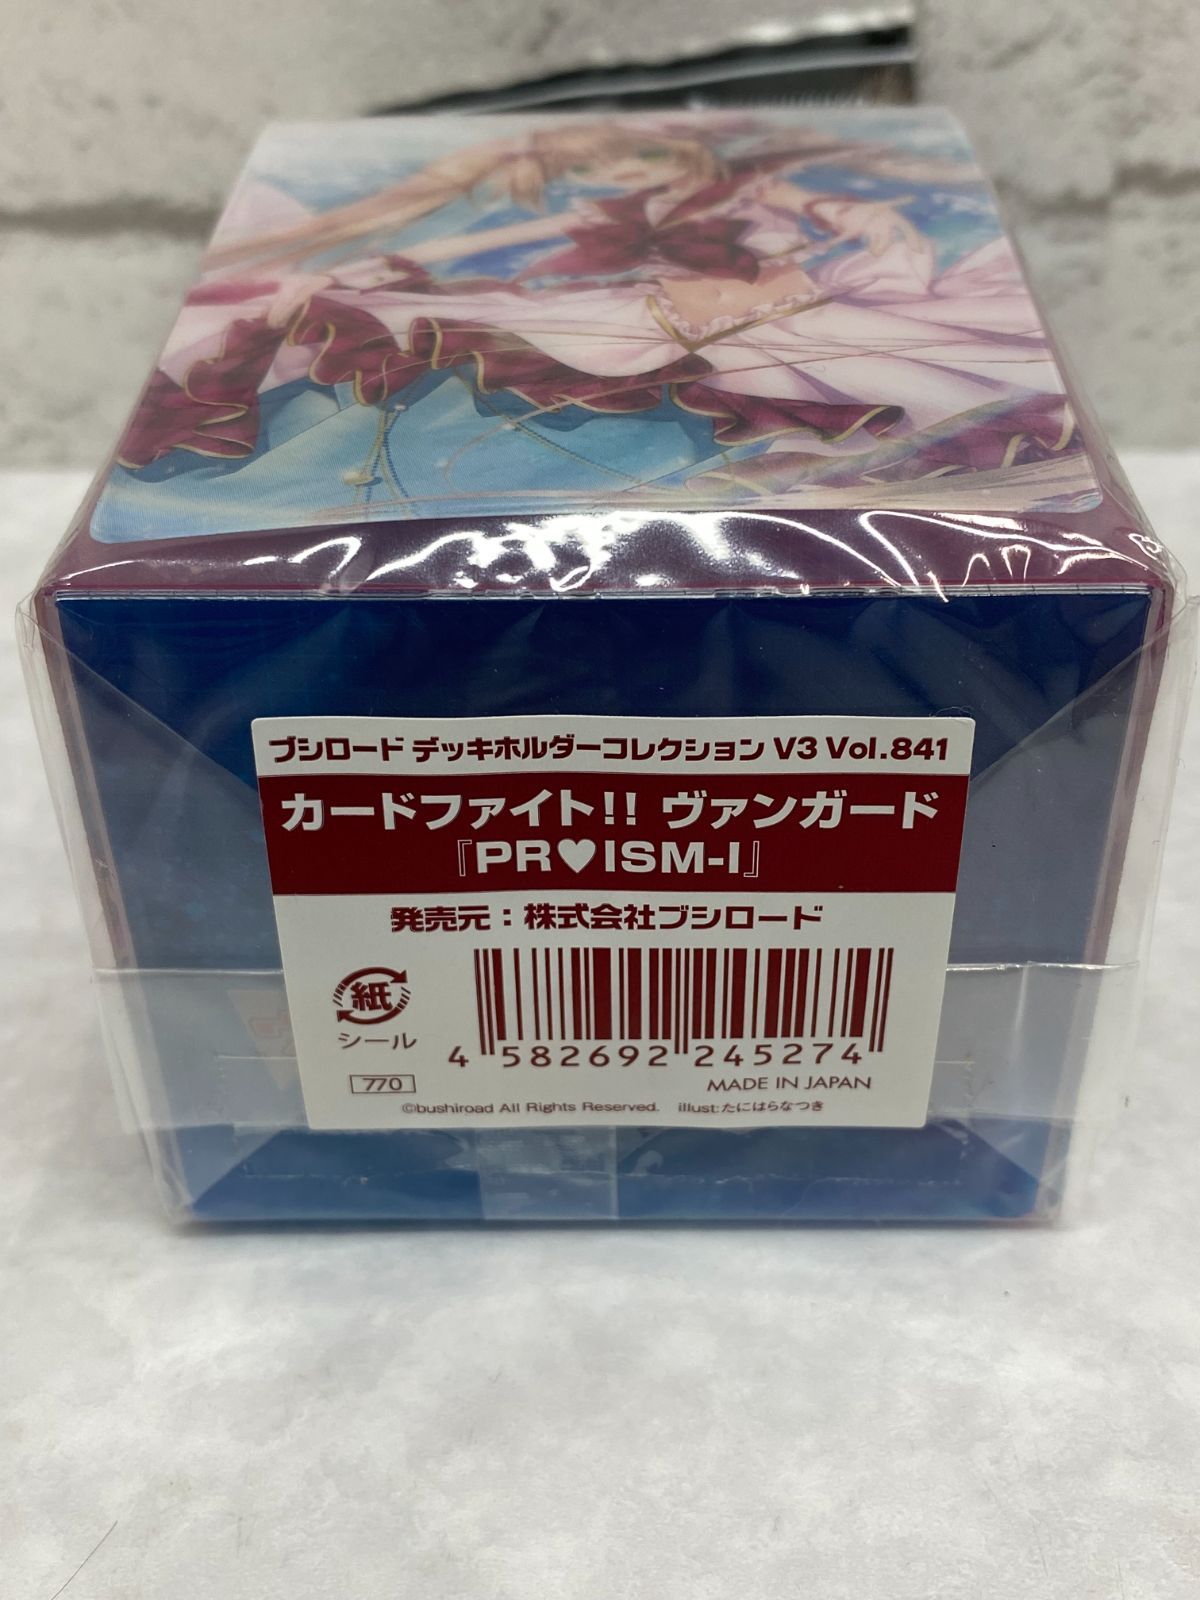 ブシロード デッキホルダーコレクション V3 Vol.841
カードファイト!! ヴァンガード
『PR♥ISM-I』
発売元：株式会社ブシロード
紙
シール
4 582692 245274
770
MADE IN JAPAN
©bushiroad All Rights Reserved. illust:たにはらなつき